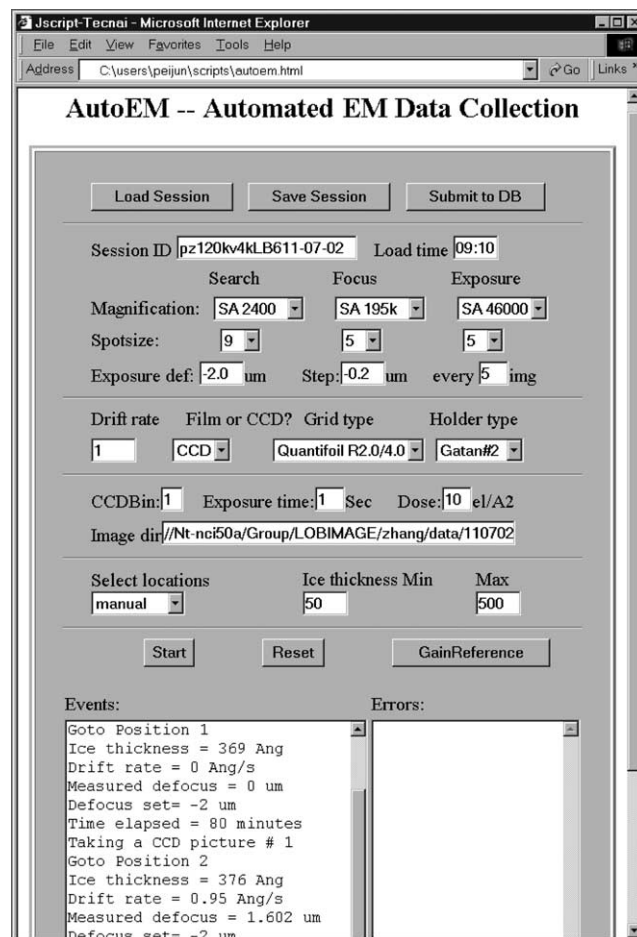 Jscript-Tecnai - Microsoft Internet Explorer
File Edit View Favorites Tools Help
Address C:\users\peijun\scripts\autoem.html Go Links »
AutoEM -- Automated EM Data Collection
Load Session Save Session Submit to DB
Session ID pz120kv4kLB611-07-02 Load time 09:10
Search Focus Exposure
Magnification: SA 2400 SA 195k SA 46000
Spotsize: 9 5 5
Exposure def: -2.0 um Step: -0.2 um every 5 img
Drift rate Film or CCD? Grid type Holder type
1 CCD Quantifoil R2.0/4.0 Gatan#2
CCDBin: 1 Exposure time: 1 Sec Dose: 10 el/A2
Image dir //Nt-nci50a/Group/LOBIMAGE/zhang/data/110702
Select locations Ice thickness Min Max
manual 50 500
Start Reset GainReference
Events: Errors:
Goto Position 1
Ice thickness = 369 Ang
Drift rate = 0 Ang/s
Measured defocus = 0 um
Defocus set= -2 um
Time elapsed = 80 minutes
Taking a CCD picture # 1
Goto Position 2
Ice thickness = 376 Ang
Drift rate = 0.95 Ang/s
Measured defocus = 1.602 um
Defocus set= -2 um